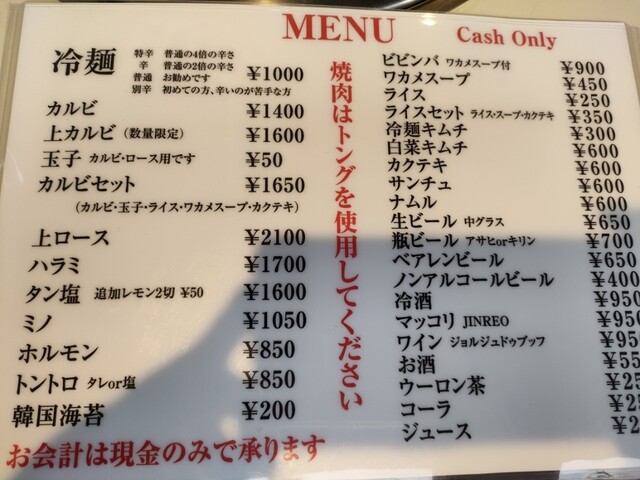 MENU Cash Only
冷麺 ¥1000
特辛 普通の4倍の辛さ
辛 普通の2倍の辛さ
普通 お勧めです
別辛 初めての方、辛いのが苦手な方
カルビ ¥1400
上カルビ（数量限定） ¥1600
玉子 カルビ・ロース用です ¥50
カルビセット ¥1650
（カルビ・玉子・ライス・ワカメスープ・カクテキ）
上ロース ¥2100
ハラミ ¥1700
タン塩 追加レモン2切 ¥50 ¥1600
ミノ ¥1050
ホルモン ¥850
トントロ タレor塩 ¥850
韓国海苔 ¥200
お会計は現金のみで承ります
焼肉はトングを使用してください
ビビンバ ワカメスープ付 ¥900
ワカメスープ ¥450
ライス ¥250
ライスセット ライス・スープ・カクテキ ¥350
冷麺キムチ ¥300
白菜キムチ ¥600
カクテキ ¥600
サンチュ ¥600
ナムル ¥600
生ビール 中グラス ¥650
瓶ビール アサヒorキリン ¥700
ベアレンビール ¥650
ノンアルコールビール ¥400
冷酒 ¥950
マッコリ JINREO ¥950
ワイン ジョルジュドゥブッフ
お酒
ウーロン茶
コーラ
ジュース